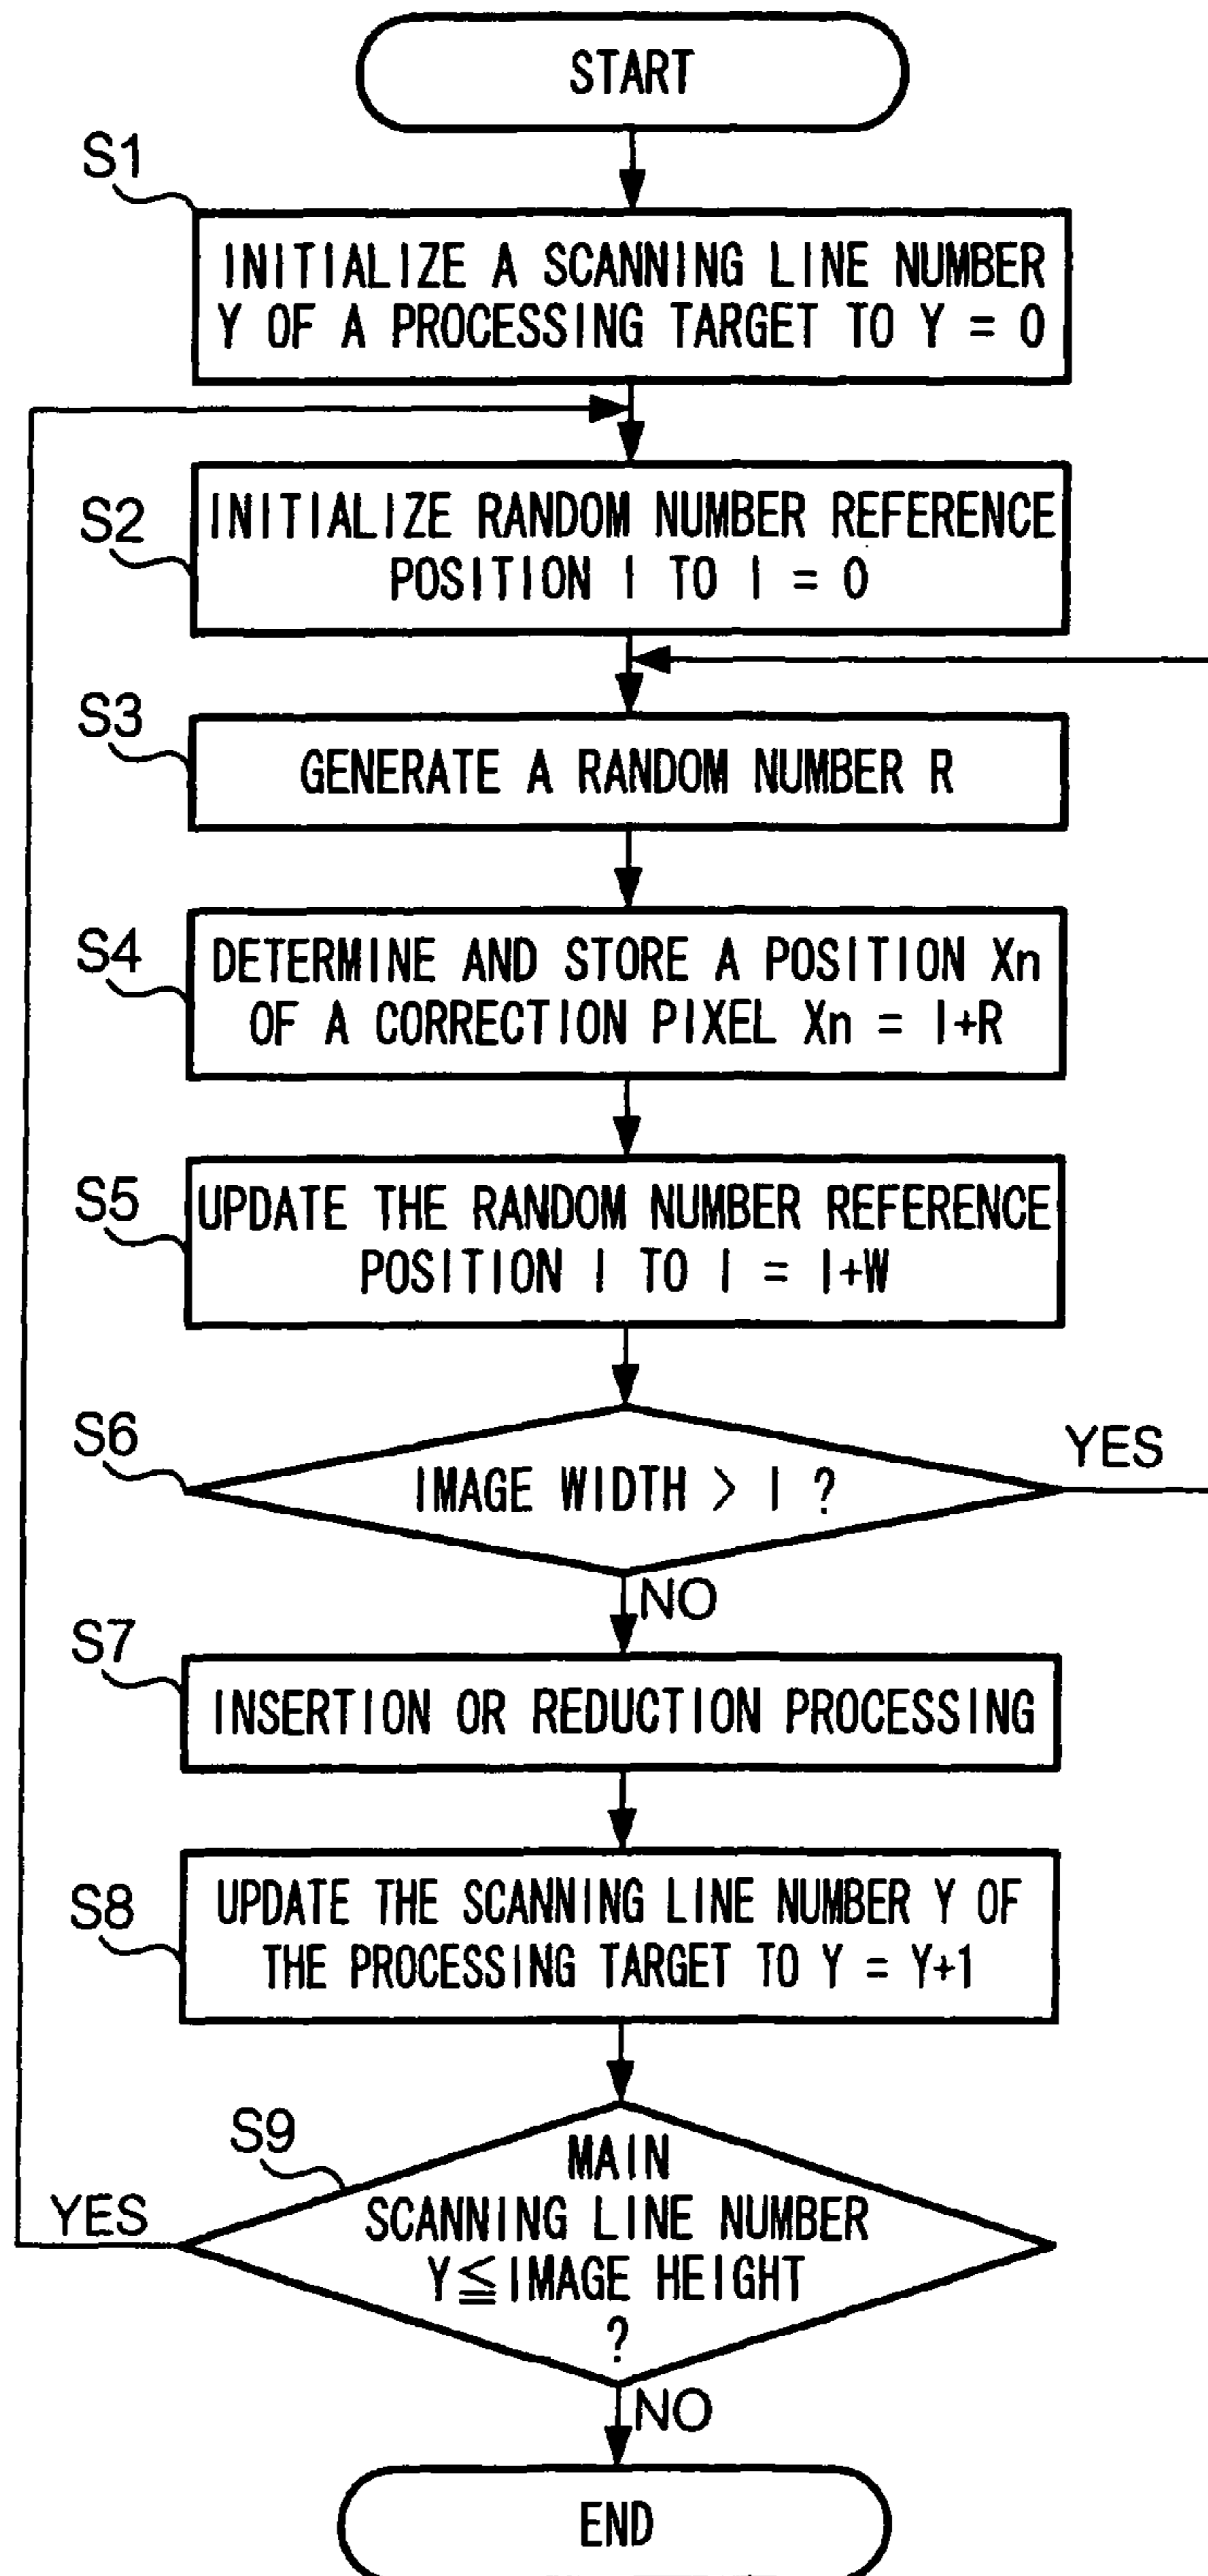 START
S1
INITIALIZE A SCANNING LINE NUMBER
Y OF A PROCESSING TARGET TO Y = 0
S2
INITIALIZE RANDOM NUMBER REFERENCE
POSITION I TO I = 0
S3
GENERATE A RANDOM NUMBER R
S4
DETERMINE AND STORE A POSITION Xn
OF A CORRECTION PIXEL Xn = I+R
S5
UPDATE THE RANDOM NUMBER REFERENCE
POSITION I TO I = I+W
S6
IMAGE WIDTH > I ?
YES
NO
S7
INSERTION OR REDUCTION PROCESSING
S8
UPDATE THE SCANNING LINE NUMBER Y OF
THE PROCESSING TARGET TO Y = Y+1
S9
MAIN
SCANNING LINE NUMBER
Y≦IMAGE HEIGHT
?
YES
NO
END